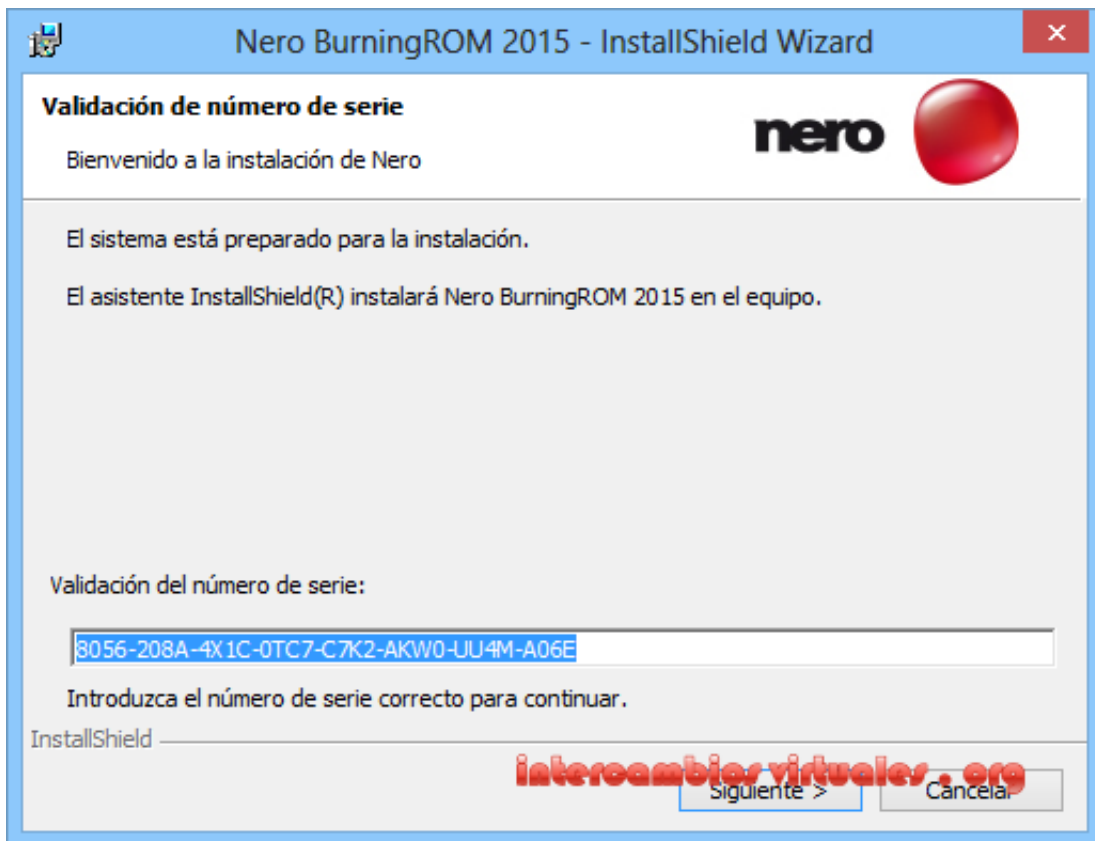 Nero BurningROM 2015 - InstallShield Wizard
Validación de número de serie
nero
Bienvenido a la instalación de Nero
El sistema está preparado para la instalación.
El asistente InstallShield(R) instalará Nero BurningROM 2015 en el equipo.
Validación del número de serie:
8056-208A-4X1C-0TC7-C7K2-AKW0-UU4M-A06E
Introduzca el número de serie correcto para continuar.
InstallShield
intercambios virtuales . org
Siguiente > Cancelar